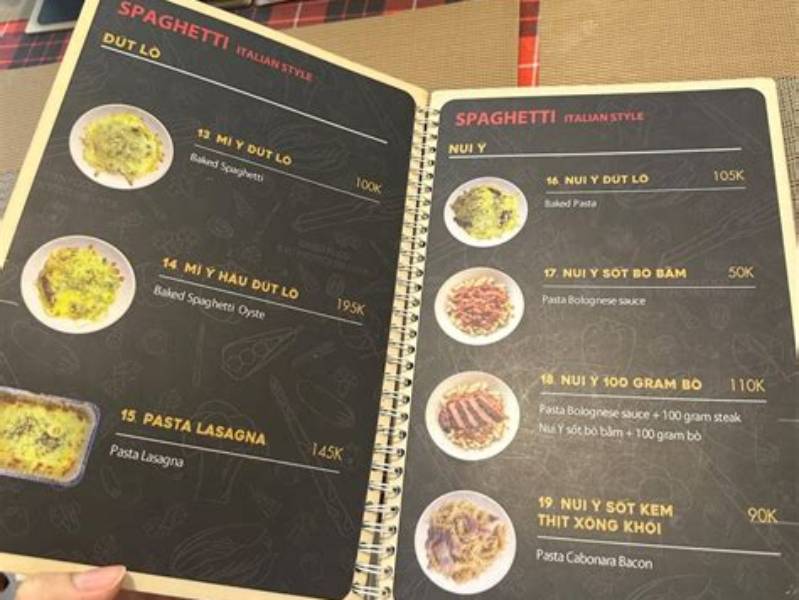 SPAGHETTI ITALIAN STYLE
ĐÚT LÒ
13. MÌ Ý ĐÚT LÒ 100K
Baked Spaghetti
14. MÌ Ý HÀU ĐÚT LÒ 195K
Baked Spaghetti Oyste
15. PASTA LASAGNA 145K
Pasta Lasagna
SPAGHETTI ITALIAN STYLE
NUI Ý
16. NUI Ý ĐÚT LÒ 105K
Baked Pasta
17. NUI Ý SỐT BÒ BẰM 50K
Pasta Bolognese sauce
18. NUI Ý 100 GRAM BÒ 110K
Pasta Bolognese sauce + 100 gram steak
Nui Ý sốt bò bằm + 100 gram bò
19. NUI Ý SỐT KEM
THỊT XÔNG KHÓI 90K
Pasta Cabonara Bacon